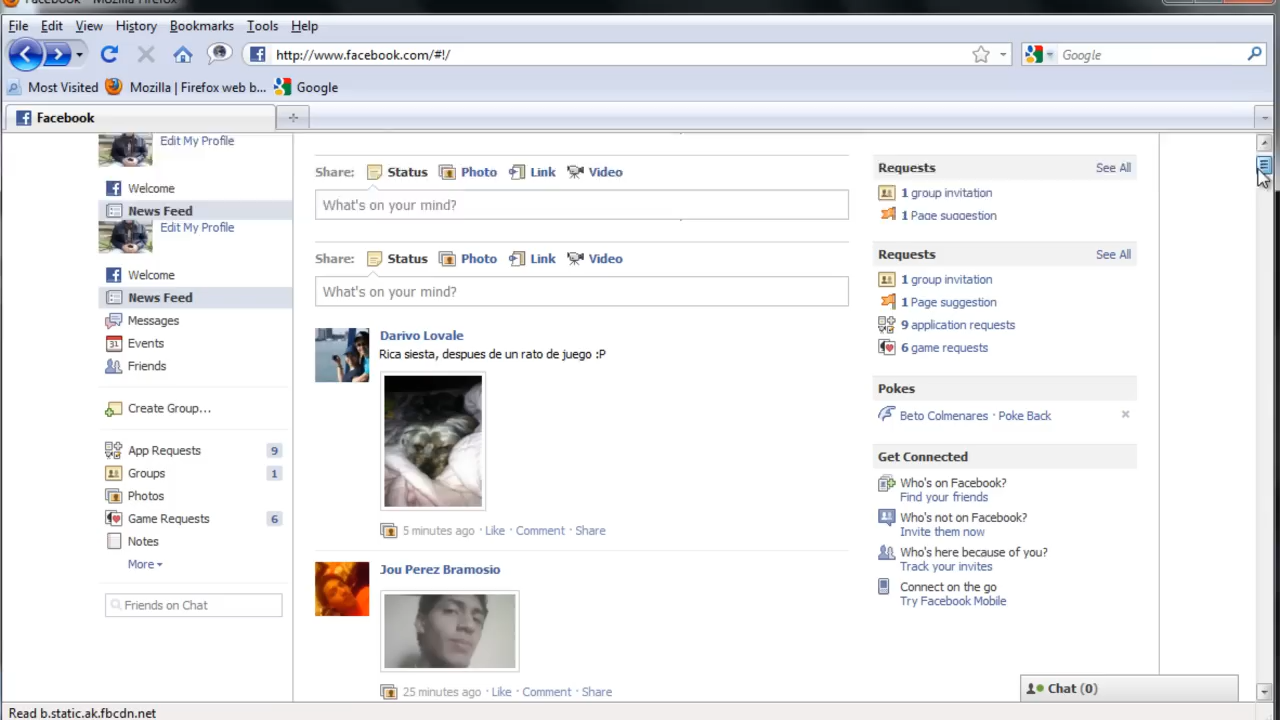 Facebook - Mozilla Firefox
File Edit View History Bookmarks Tools Help
http://www.facebook.com/#!/
Google
Most Visited Mozilla | Firefox web b... Google
Facebook
Edit My Profile
Welcome
News Feed
Edit My Profile
Welcome
News Feed
Messages
Events
Friends
Create Group...
App Requests 9
Groups 1
Photos
Game Requests 6
Notes
More
Friends on Chat
Share: Status Photo Link Video
What's on your mind?
Share: Status Photo Link Video
What's on your mind?
Darivo Lovale
Rica siesta, despues de un rato de juego :P
5 minutes ago · Like · Comment · Share
Jou Perez Bramosio
25 minutes ago · Like · Comment · Share
Requests See All
1 group invitation
1 Page suggestion
Requests See All
1 group invitation
1 Page suggestion
9 application requests
6 game requests
Pokes
Beto Colmenares · Poke Back
Get Connected
Who's on Facebook?
Find your friends
Who's not on Facebook?
Invite them now
Who's here because of you?
Track your invites
Connect on the go
Try Facebook Mobile
Chat (0)
Read b.static.ak.fbcdn.net